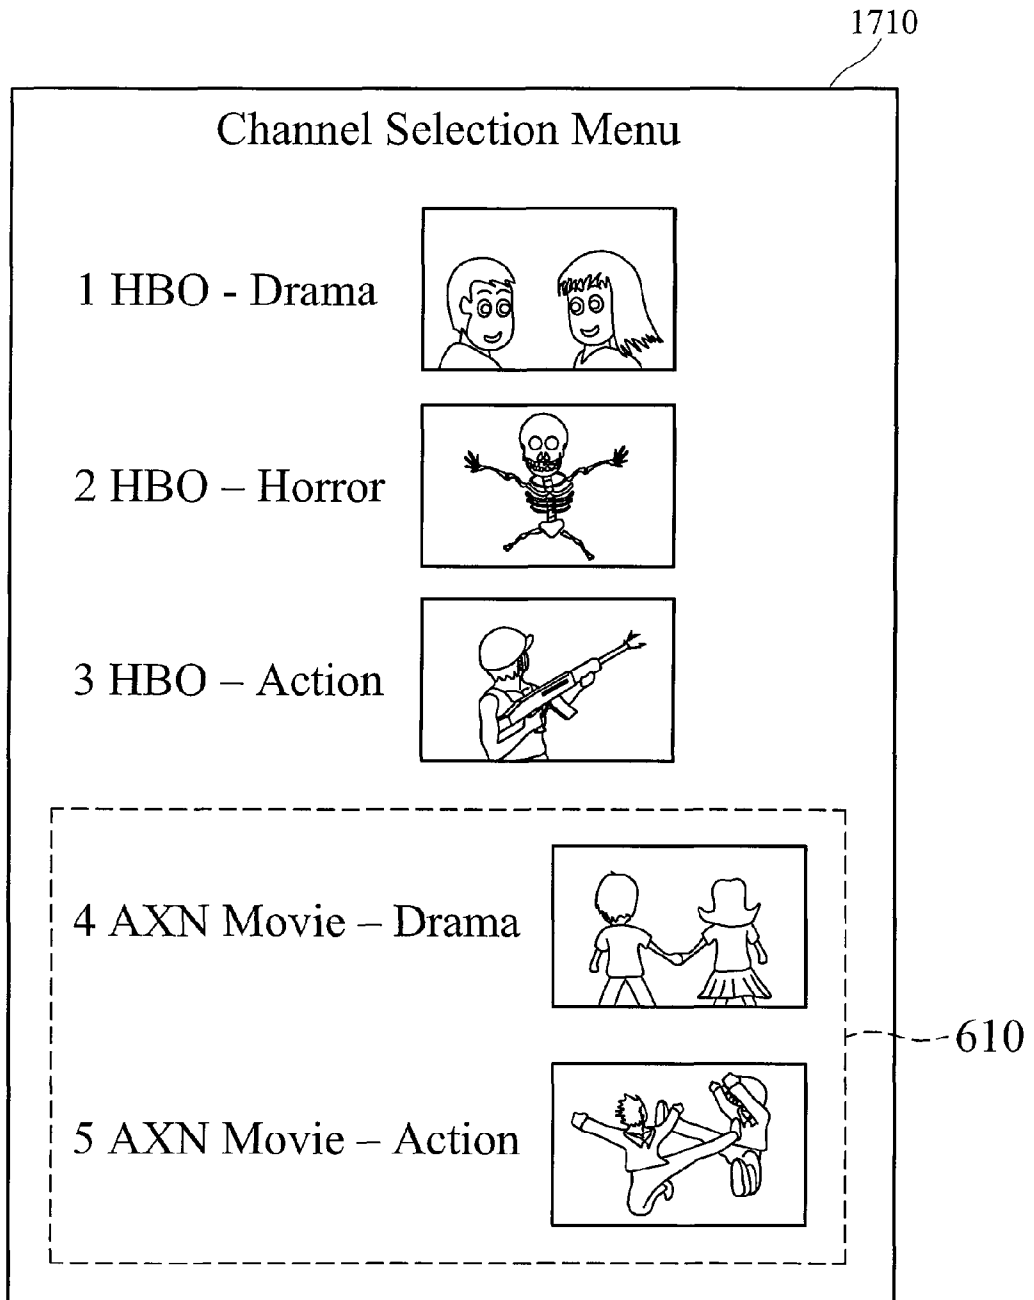 1710
Channel Selection Menu
1 HBO - Drama
2 HBO – Horror
3 HBO – Action
4 AXN Movie – Drama
610
5 AXN Movie – Action